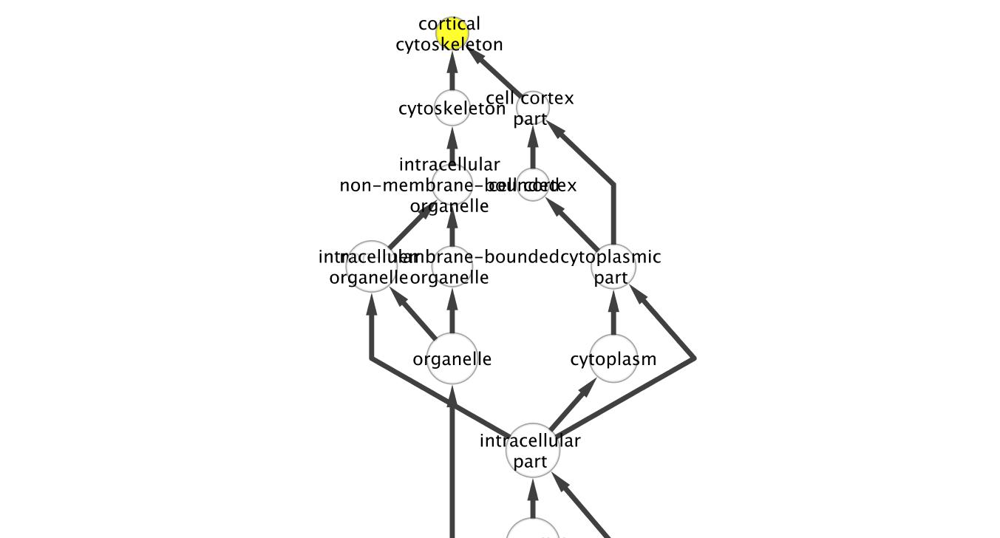 cortical
cytoskeleton
cytoskeleton
cell cortex
part
intracellular
non-membrane-bounded
organelle
cell cortex
intracellular
organelle
membrane-bounded
organelle
cytoplasmic
part
organelle
cytoplasm
intracellular
part